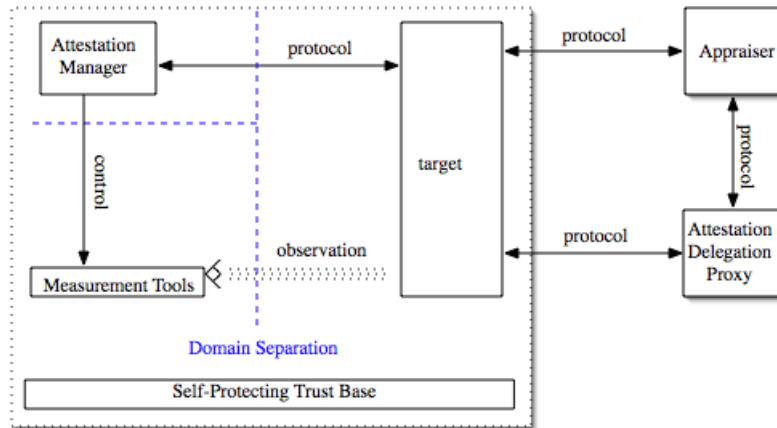 Attestation
Manager
protocol
protocol
Appraiser
control
target
protocol
observation
protocol
Attestation
Delegation
Proxy
Measurement Tools
Domain Separation
Self-Protecting Trust Base